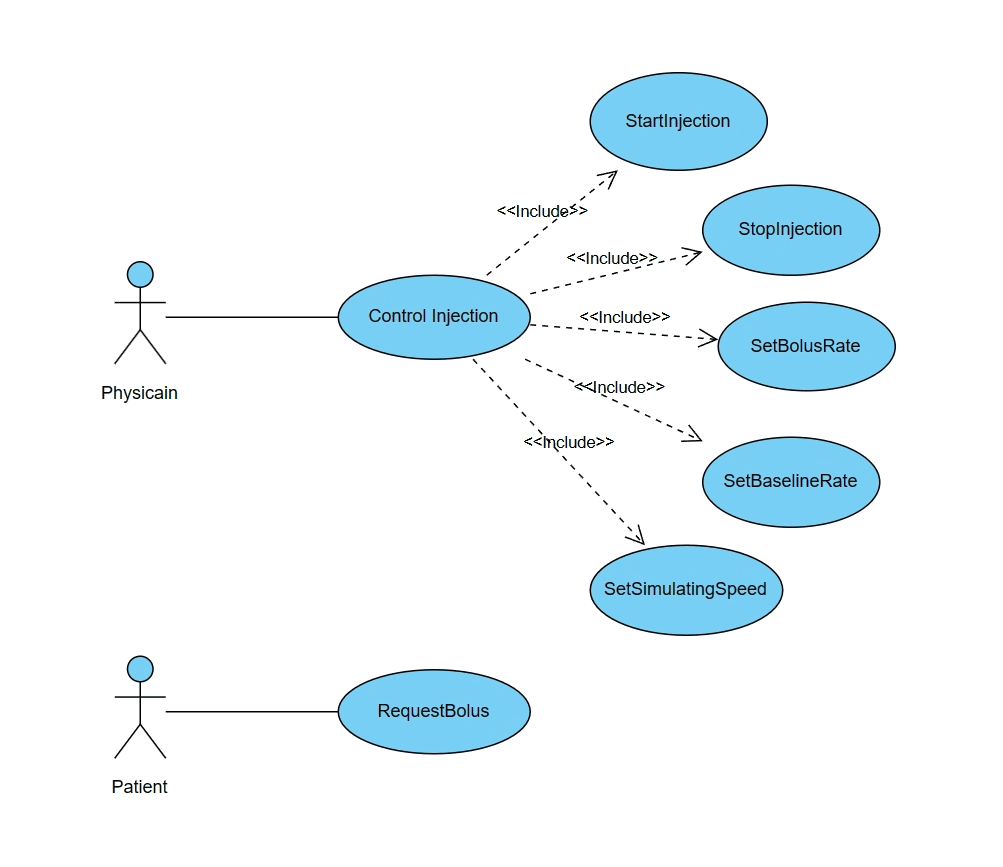 StartInjection
<<Include>>
StopInjection
<<Include>>
Control Injection
<<Include>>
SetBolusRate
Physicain
<<Include>>
<<Include>>
SetBaselineRate
SetSimulatingSpeed
RequestBolus
Patient